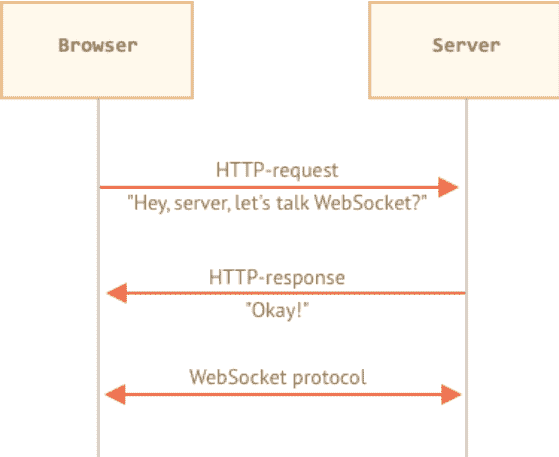 Browser
Server
HTTP-request
"Hey, server, let's talk WebSocket?"
HTTP-response
"Okay!"
WebSocket protocol